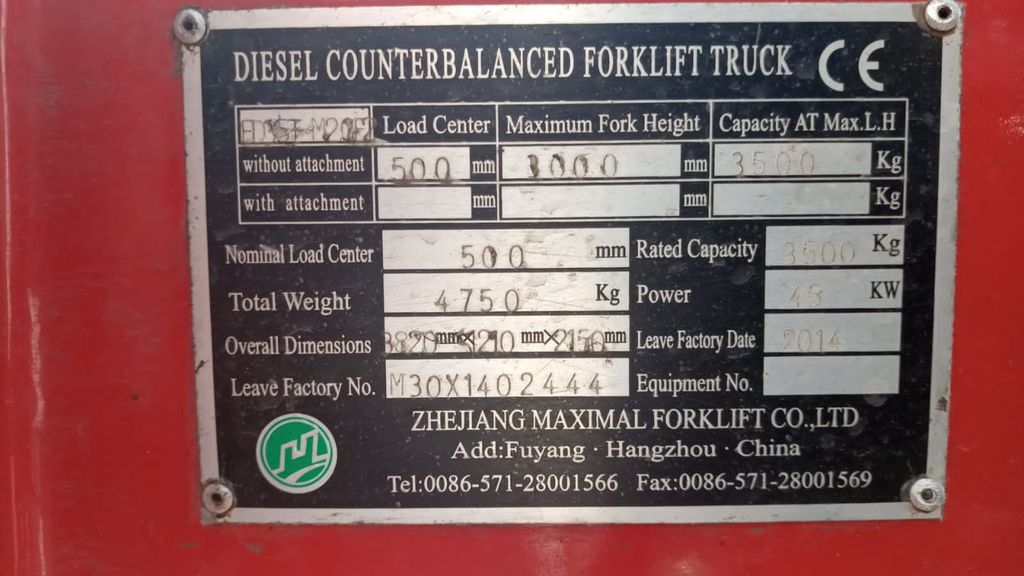 DIESEL COUNTERBALANCED FORKLIFT TRUCK CE
Load Center Maximum Fork Height Capacity AT Max.L.H
without attachment 500 mm 3000 mm 3500 Kg
with attachment mm mm Kg
Nominal Load Center 500 mm Rated Capacity 3500 Kg
Total Weight 4750 Kg Power 45 KW
Overall Dimensions 3820 mm× 1210 mm×2150 mm Leave Factory Date 2014
Leave Factory No. M30X1402444 Equipment No.
ZHEJIANG MAXIMAL FORKLIFT CO.,LTD
Add:Fuyang · Hangzhou · China
Tel:0086-571-28001566 Fax:0086-571-28001569